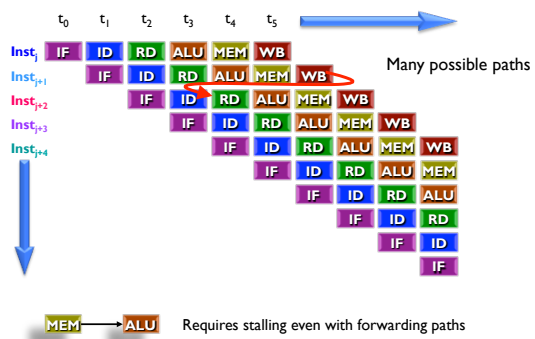 t0 t1 t2 t3 t4 t5
Instj IF ID RD ALU MEM WB
Many possible paths
Instj+1 IF ID RD ALU MEM WB
Instj+2 IF ID RD ALU MEM WB
Instj+3 IF ID RD ALU MEM WB
Instj+4 IF ID RD ALU MEM WB
IF ID RD ALU MEM
IF ID RD ALU
IF ID RD
IF ID
IF
MEM ALU Requires stalling even with forwarding paths